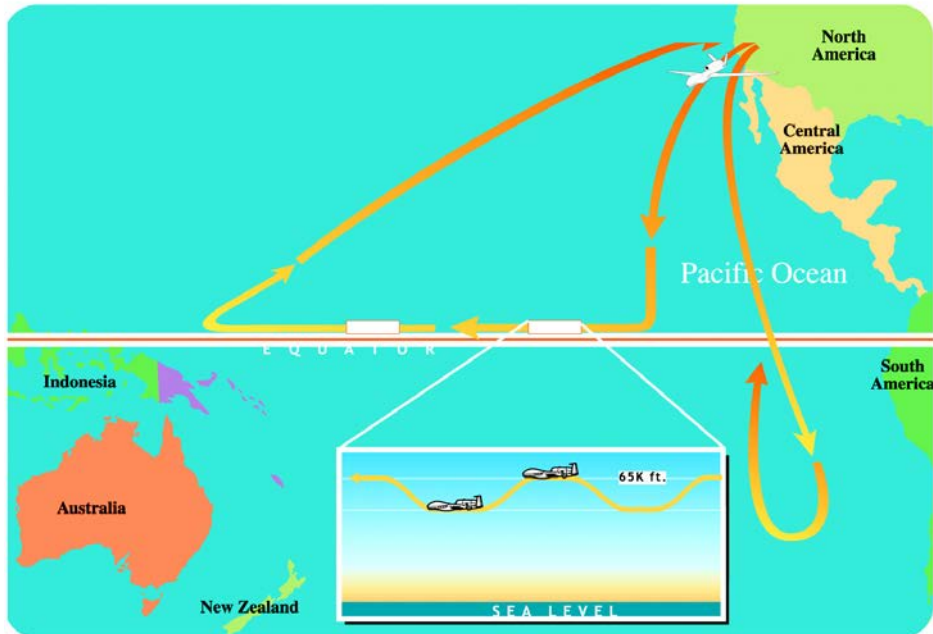 North
America
Central
America
Pacific Ocean
EQUATOR
Indonesia
South
America
65K ft.
Australia
New Zealand
SEA LEVEL